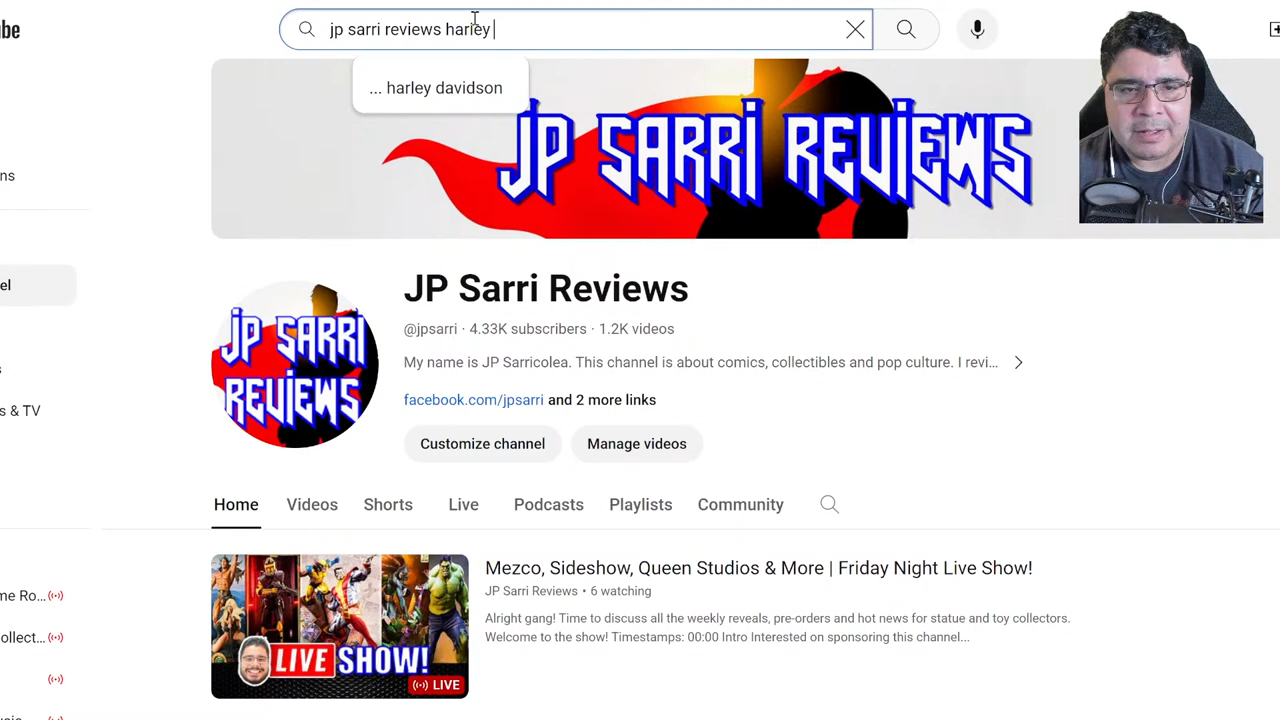 be
jp sarri reviews harley
... harley davidson
JP SARRI REVIEWS
ns
el
s
s & TV
me Ro...
ollect...
JP SARRI
REVIEWS
JP Sarri Reviews
@jpsarri · 4.33K subscribers · 1.2K videos
My name is JP Sarricolea. This channel is about comics, collectibles and pop culture. I revi...
facebook.com/jpsarri and 2 more links
Customize channel
Manage videos
Home
Videos
Shorts
Live
Podcasts
Playlists
Community
LIVE SHOW!
LIVE
Mezco, Sideshow, Queen Studios & More | Friday Night Live Show!
JP Sarri Reviews • 6 watching
Alright gang! Time to discuss all the weekly reveals, pre-orders and hot news for statue and toy collectors.
Welcome to the show! Timestamps: 00:00 Intro Interested on sponsoring this channel...